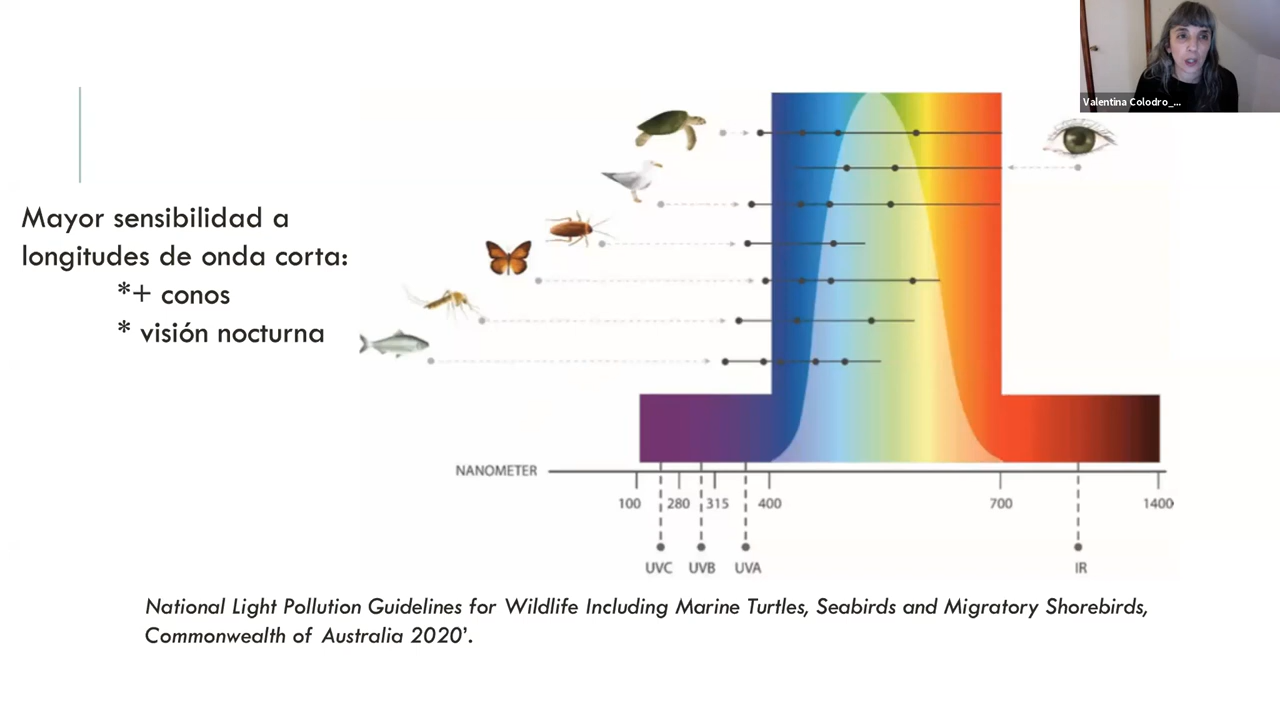 Valentina Colodro_...
Mayor sensibilidad a
longitudes de onda corta:
*+ conos
* visión nocturna
NANOMETER
100 280 315 400 700 1400
UVC UVB UVA IR
National Light Pollution Guidelines for Wildlife Including Marine Turtles, Seabirds and Migratory Shorebirds,
Commonwealth of Australia 2020’.